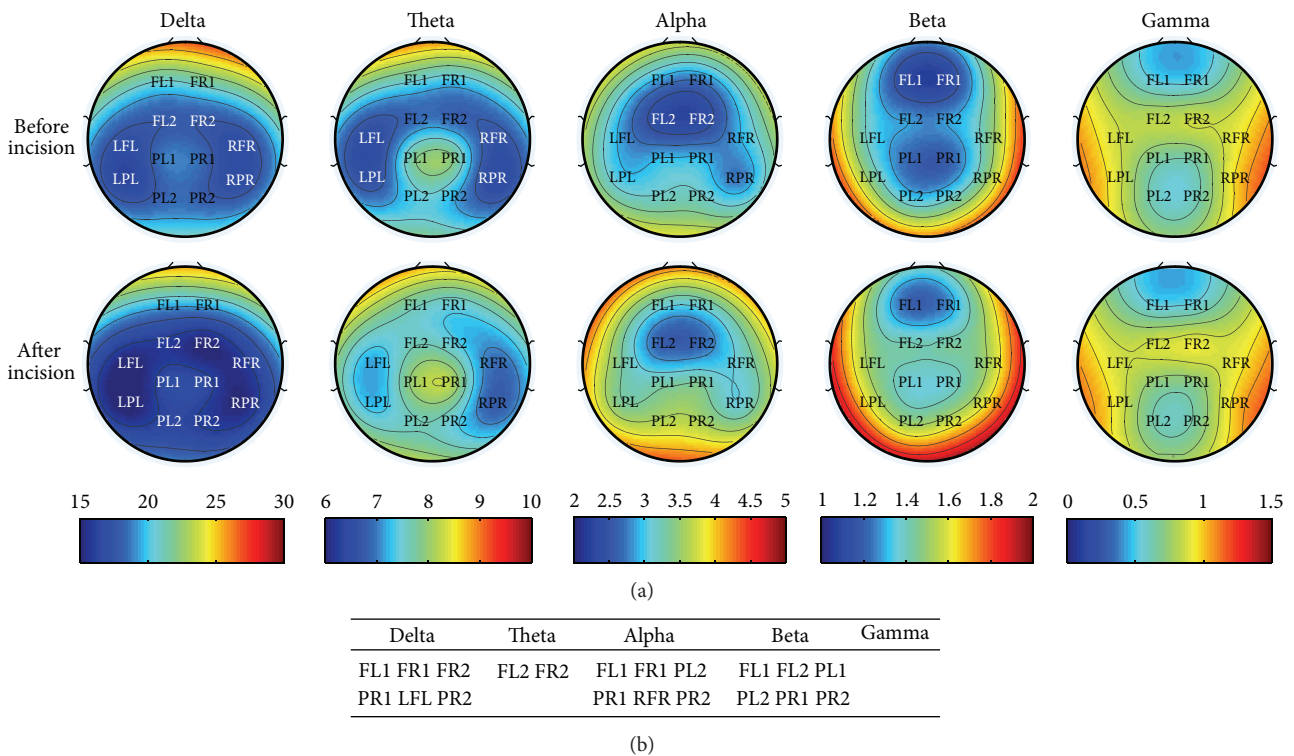 Delta Theta Alpha Beta Gamma
FL1 FR1 FL1 FR1 FL1 FR1 FL1 FR1 FL1 FR1
Before
incision
FL2 FR2 FL2 FR2 FL2 FR2 FL2 FR2 FL2 FR2
LFL RFR LFL RFR LFL RFR LFL RFR LFL RFR
PL1 PR1 PL1 PR1 PL1 PR1 PL1 PR1 PL1 PR1
LPL RPR LPL RPR LPL RPR LPL RPR LPL RPR
PL2 PR2 PL2 PR2 PL2 PR2 PL2 PR2 PL2 PR2
FL1 FR1 FL1 FR1 FL1 FR1 FL1 FR1 FL1 FR1
After
incision
FL2 FR2 FL2 FR2 FL2 FR2 FL2 FR2 FL2 FR2
LFL RFR LFL RFR LFL RFR LFL RFR LFL RFR
PL1 PR1 PL1 PR1 PL1 PR1 PL1 PR1 PL1 PR1
LPL RPR LPL RPR LPL RPR LPL RPR LPL RPR
PL2 PR2 PL2 PR2 PL2 PR2 PL2 PR2 PL2 PR2
15 20 25 30 6 7 8 9 10 2 2.5 3 3.5 4 4.5 5 1 1.2 1.4 1.6 1.8 2 0 0.5 1 1.5
(a)
Delta Theta Alpha Beta Gamma
FL1 FR1 FR2 FL2 FR2 FL1 FR1 PL2 FL1 FL2 PL1
PR1 LFL PR2 PR1 RFR PR2 PL2 PR1 PR2
(b)